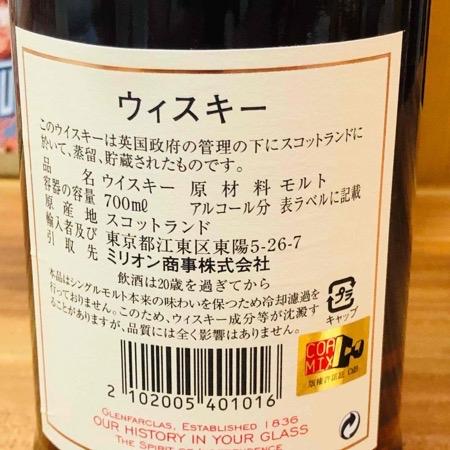 ウィスキー
このウイスキーは英国政府の管理の下にスコットランドに
於いて、蒸留、貯蔵されたものです。
品名 ウイスキー 原材料 モルト
容器の容量 700mℓ アルコール分 表ラベルに記載
原産地 スコットランド
輸入者及び 東京都江東区東陽5-26-7
引取先 ミリオン商事株式会社
飲酒は20歳を過ぎてから
本品はシングルモルト本来の味わいを保つため冷却濾過を
行っておりません。このため、ウィスキー成分等が沈澱す
ることがありますが、品質には全く影響はありません。
プラ
キャップ
COR
MIX
2 102005 401016
GLENFARCLAS, ESTABLISHED 1836
OUR HISTORY IN YOUR GLASS
THE SPIRIT OF INDEPENDENCE